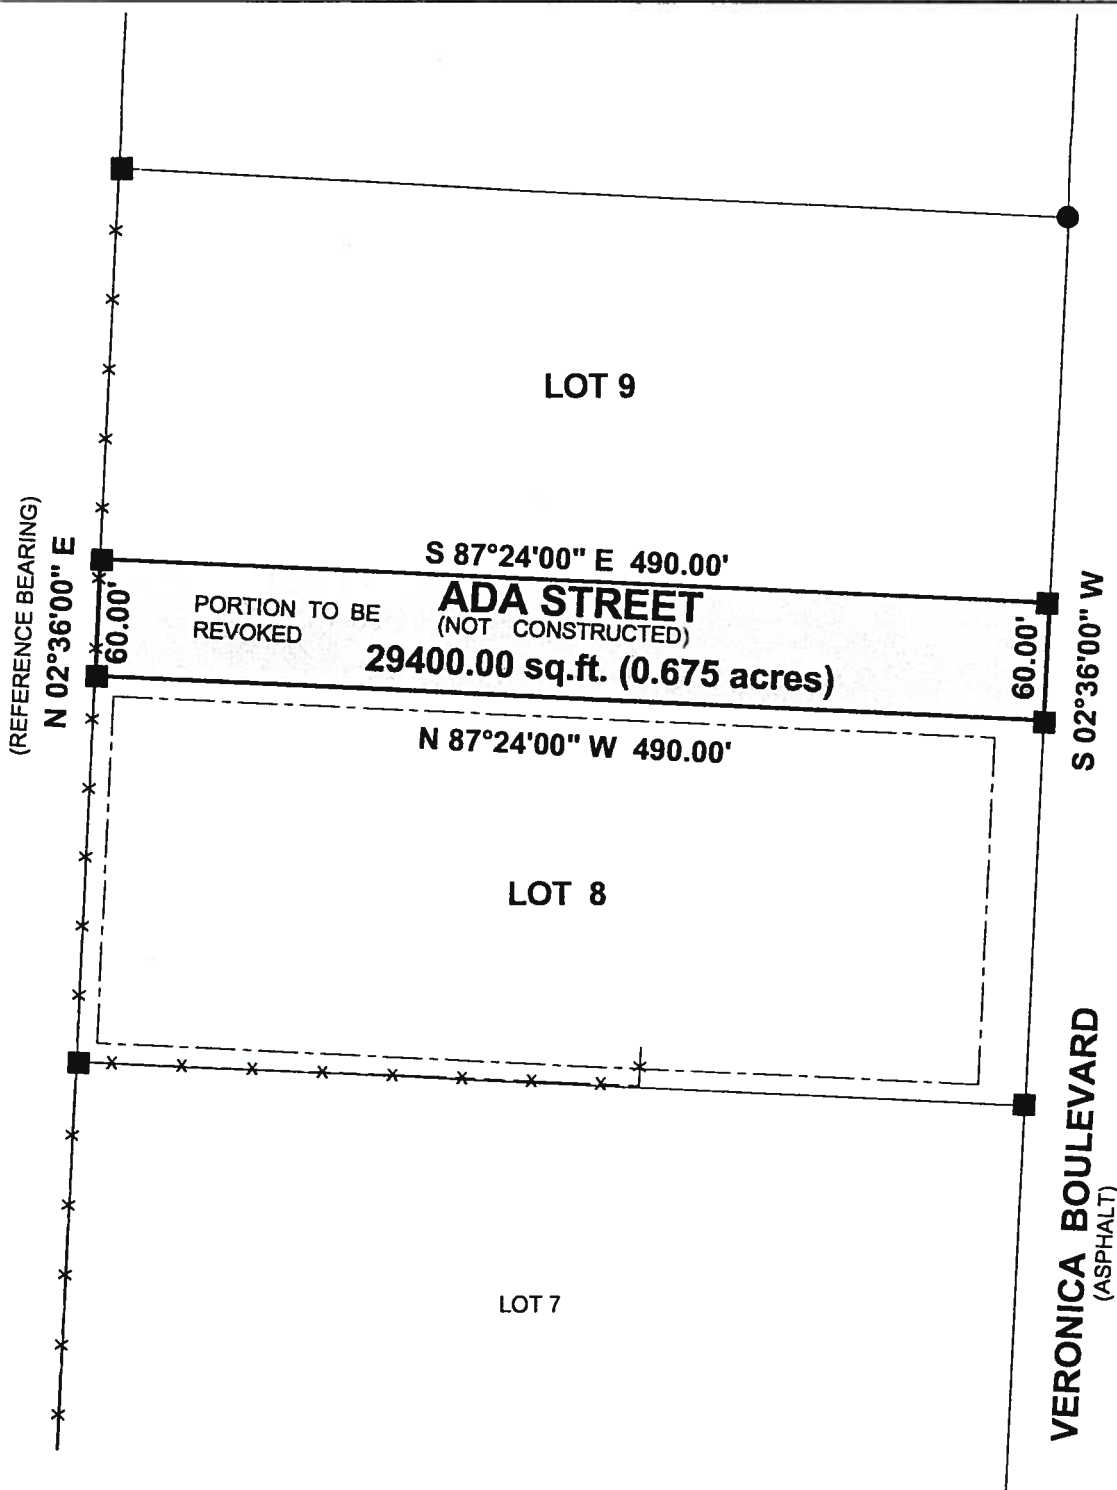 LOT 9
(REFERENCE BEARING)
N 02°36'00" E
60.00'
S 87°24'00" E 490.00'
ADA STREET
(NOT CONSTRUCTED)
PORTION TO BE
REVOKED
29400.00 sq.ft. (0.675 acres)
60.00'
S 02°36'00" W
N 87°24'00" W 490.00'
LOT 8
VERONICA BOULEVARD
(ASPHALT)
LOT 7